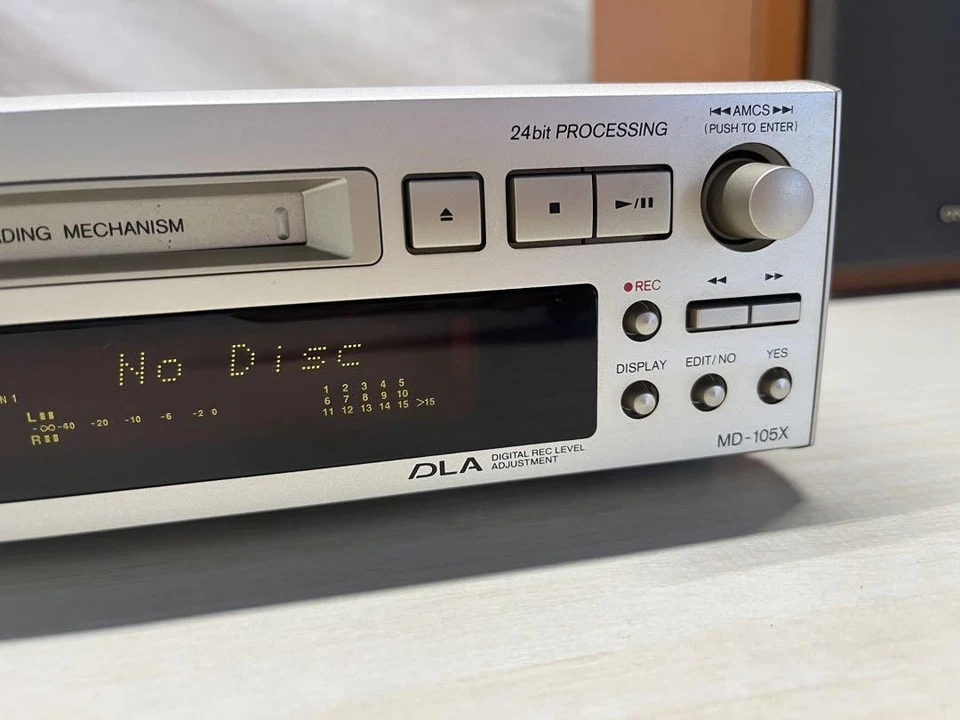 ⏮AMCS⏭
24bit PROCESSING
(PUSH TO ENTER)
MECHANISM
●REC
No Disc
DISPLAY
EDIT/NO
YES
1 2 3 4 5
6 7 8 9 10
11 12 13 14 15 >15
L
-∞ -40 -20 -10 -6 -2 0
R
MD-105X
DLA
DIGITAL REC LEVEL
ADJUSTMENT